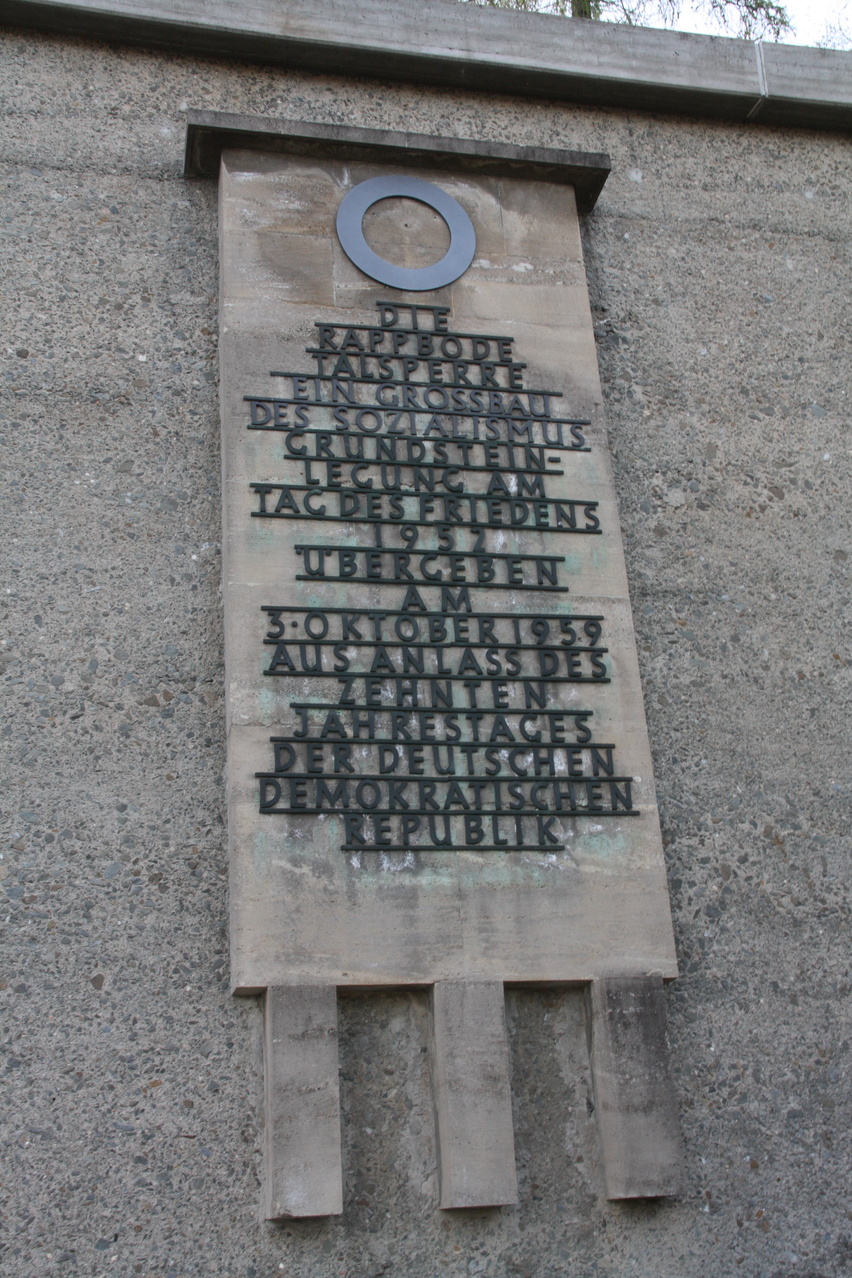 DIE
RAPPBODE
TALSPERRE
EIN GROSSBAU
DES SOZIALISMUS
GRUNDSTEIN-
LEGUNG AM
TAG DES FRIEDENS
1952
ÜBERGEBEN
AM
3·OKTOBER 1959
AUS ANLASS DES
ZEHNTEN
JAHRESTAGES
DER DEUTSCHEN
DEMOKRATISCHEN
REPUBLIK